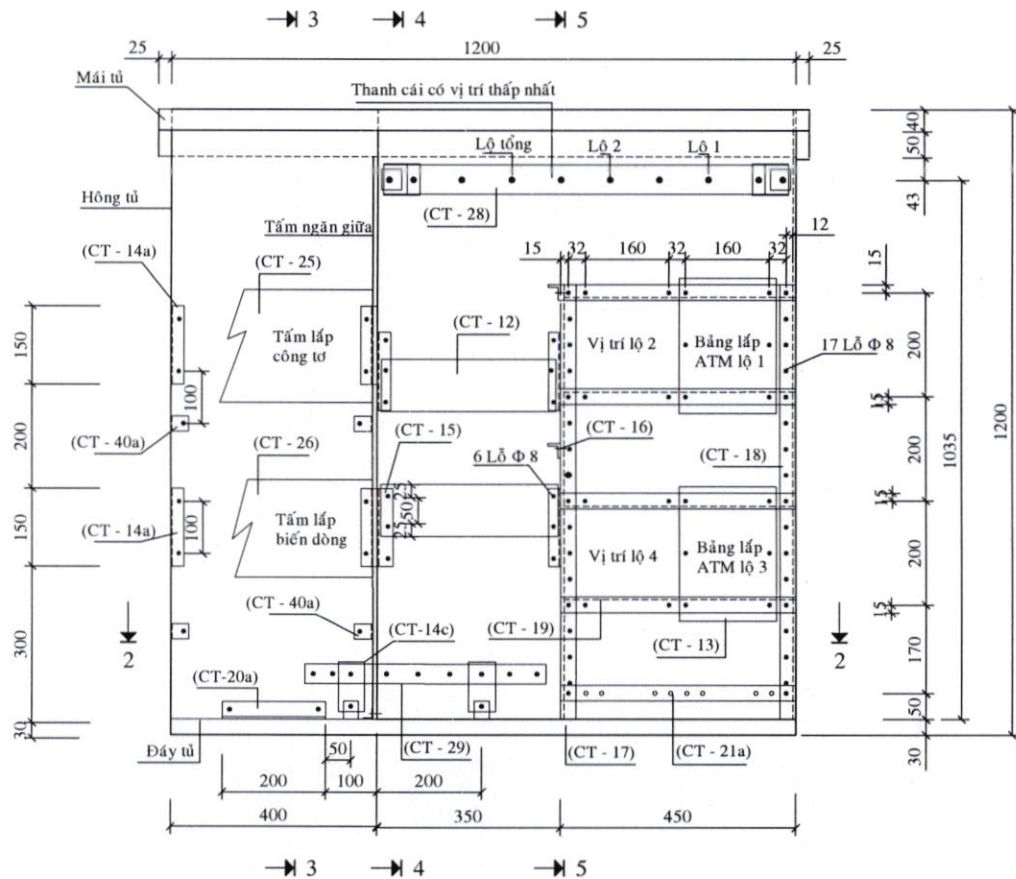 3 4 5
25 1200 25
Mái tủ
Thanh cái có vị trí thấp nhất
40
Lộ tổng Lộ 2 Lộ 1
50
Hông tủ
43
(CT - 28)
Tấm ngăn giữa
12
(CT - 14a)
(CT - 25)
15 32 160 32 160 32
15
(CT - 12)
150
Tấm lắp
công tơ
Vị trí lộ 2
Bảng lắp
ATM lộ 1
17 Lỗ Φ 8
200
1200
100
15
(CT - 40a)
(CT - 26)
(CT - 15)
(CT - 16)
200
6 Lỗ Φ 8
(CT - 18)
200
1035
25
50
25
15
(CT - 14a)
150
100
Tấm lắp
biến dòng
Vị trí lộ 4
Bảng lắp
ATM lộ 3
200
15
(CT - 40a)
(CT-14c)
(CT - 19)
(CT - 13)
2 2
300
170
(CT-20a)
50
30
Đáy tủ
50
(CT - 29)
(CT - 17)
(CT - 21a)
30
200 100 200
400 350 450
3 4 5